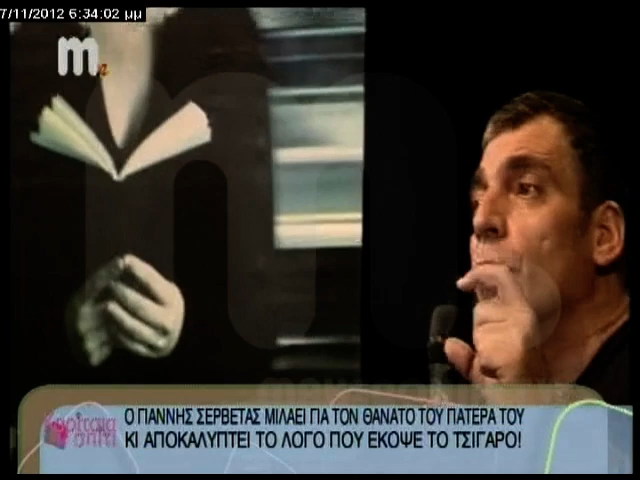 7/11/2012 6:34:02 μμ
m
Ο ΓΙΑΝΝΗΣ ΣΕΡΒΕΤΑΣ ΜΙΛΑΕΙ ΓΙΑ ΤΟΝ ΘΑΝΑΤΟ ΤΟΥ ΠΑΤΕΡΑ ΤΟΥ
ΚΙ ΑΠΟΚΑΛΥΠΤΕΙ ΤΟ ΛΟΓΟ ΠΟΥ ΕΚΟΨΕ ΤΟ ΤΣΙΓΑΡΟ!
σπίτι